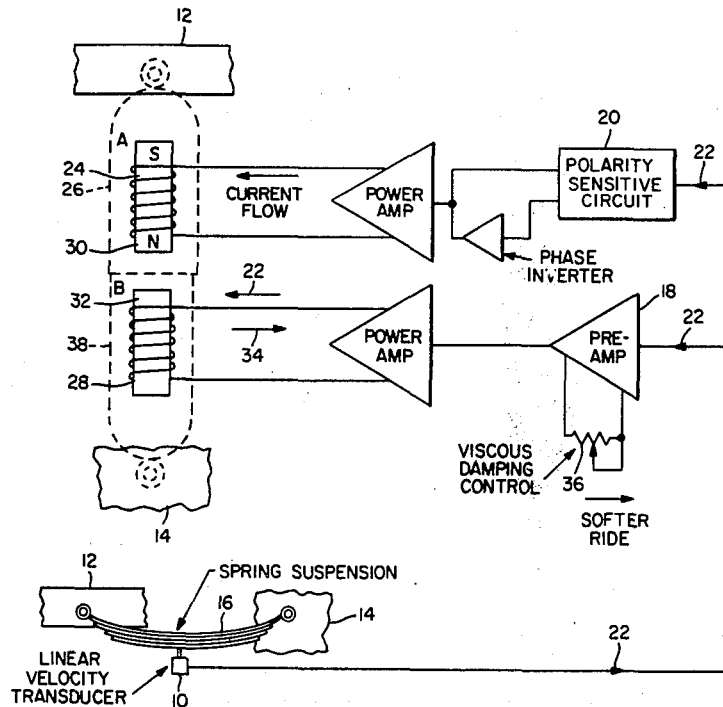 12
A
S
24
26
30
N
CURRENT
FLOW
POWER
AMP
20
POLARITY
SENSITIVE
CIRCUIT
22
PHASE
INVERTER
B
32
38
28
22
34
POWER
AMP
18
PRE-
AMP
22
VISCOUS
DAMPING
CONTROL
36
SOFTER
RIDE
14
12
SPRING SUSPENSION
16
14
LINEAR
VELOCITY
TRANSDUCER
10
22